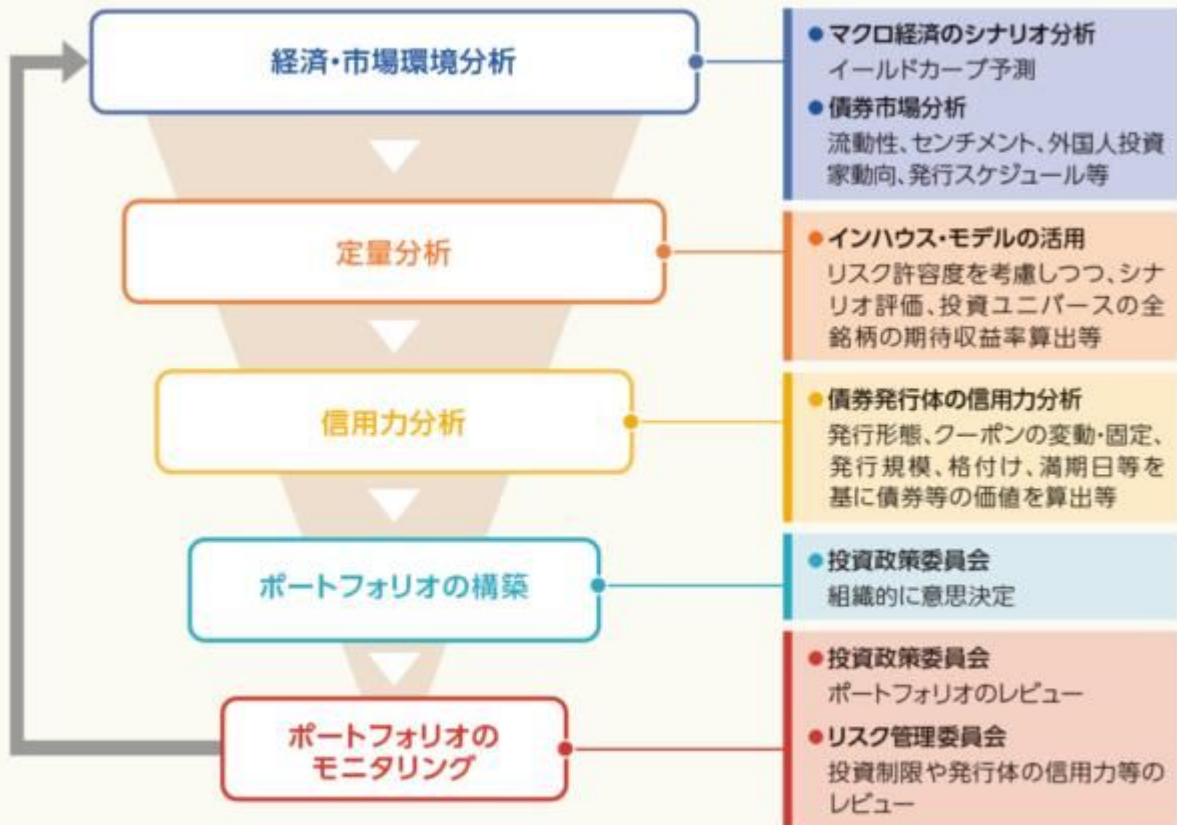 経済・市場環境分析
●マクロ経済のシナリオ分析
イールドカーブ予測
●債券市場分析
流動性、センチメント、外国人投資
家動向、発行スケジュール等
定量分析
●インハウス・モデルの活用
リスク許容度を考慮しつつ、シナ
リオ評価、投資ユニバースの全
銘柄の期待収益率算出等
信用力分析
●債券発行体の信用力分析
発行形態、クーポンの変動・固定、
発行規模、格付け、満期日等を
基に債券等の価値を算出等
ポートフォリオの構築
●投資政策委員会
組織的に意思決定
ポートフォリオの
モニタリング
●投資政策委員会
ポートフォリオのレビュー
●リスク管理委員会
投資制限や発行体の信用力等の
レビュー